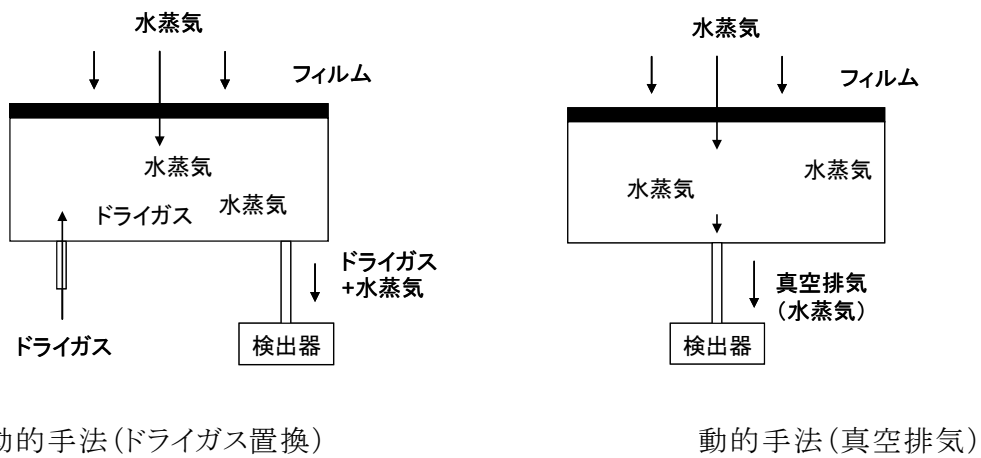 水蒸気
フィルム
水蒸気
水蒸気
ドライガス
ドライガス
+水蒸気
ドライガス
検出器
動的手法(ドライガス置換)
水蒸気
フィルム
水蒸気
水蒸気
真空排気
(水蒸気)
検出器
動的手法(真空排気)